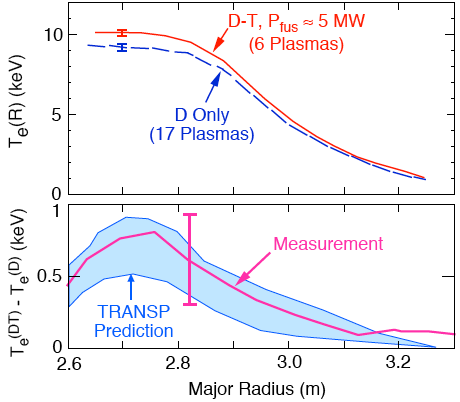 10
5
0
Te(R) (keV)
D-T, Pfus ≈ 5 MW
(6 Plasmas)
D Only
(17 Plasmas)
1
0.5
0
Te(DT) - Te(D) (keV)
Measurement
TRANSP
Prediction
2.6
2.8
3.0
3.2
Major Radius (m)